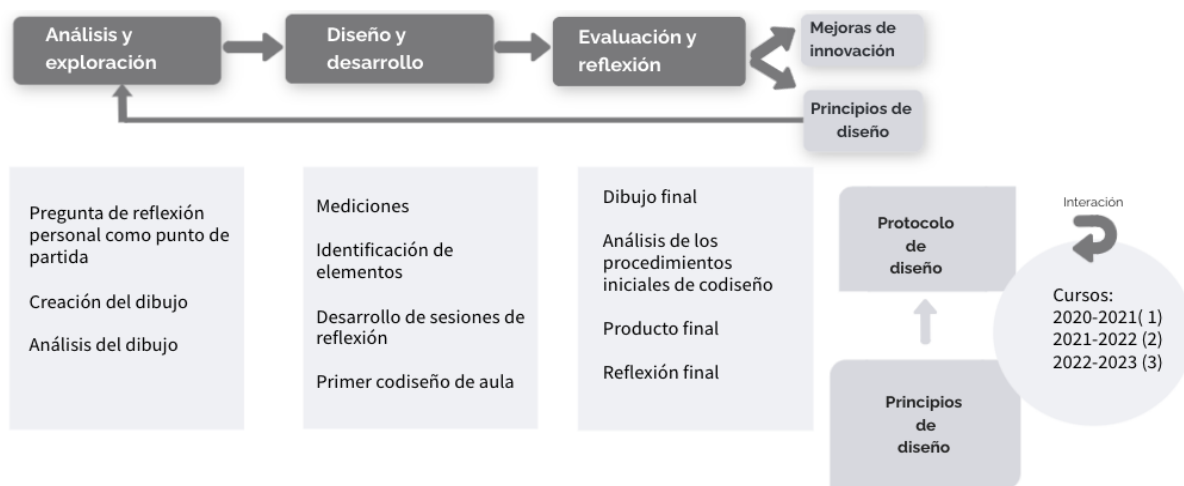 Análisis y
exploración
Diseño y
desarrollo
Evaluación y
reflexión
Mejoras de
innovación
Principios de
diseño
Pregunta de reflexión
personal como punto de
partida
Creación del dibujo
Análisis del dibujo
Mediciones
Identificación de
elementos
Desarrollo de sesiones de
reflexión
Primer codiseño de aula
Dibujo final
Análisis de los
procedimientos
iniciales de codiseño
Producto final
Reflexión final
Protocolo
de
diseño
Principios
de
diseño
Interación
Cursos:
2020-2021( 1)
2021-2022 (2)
2022-2023 (3)